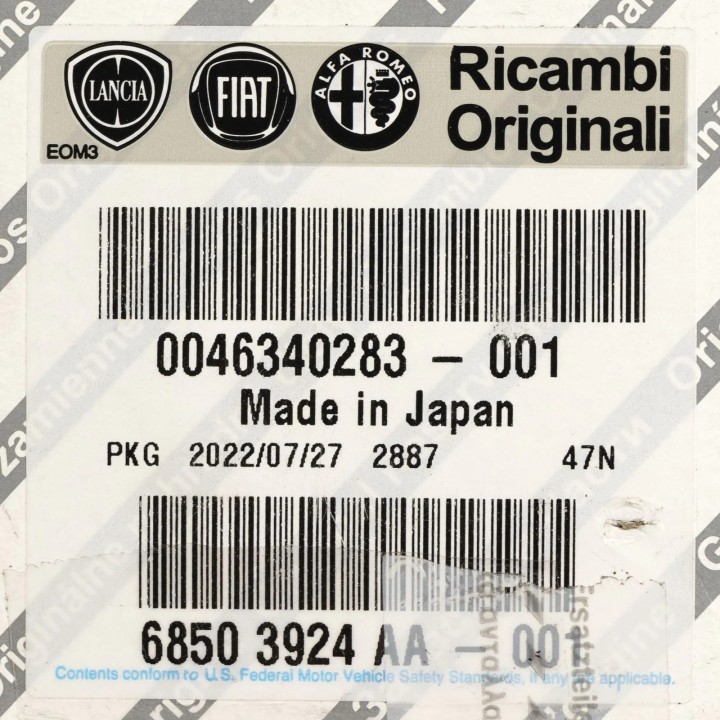 LANCIA
FIAT
ALFA ROMEO
Ricambi
Originali
EOM3
0046340283 - 001
Made in Japan
PKG 2022/07/27 2887 47N
6850 3924 AA - 001
Contents conform to U.S. Federal Motor Vehicle Safety Standards, if any are applicable.